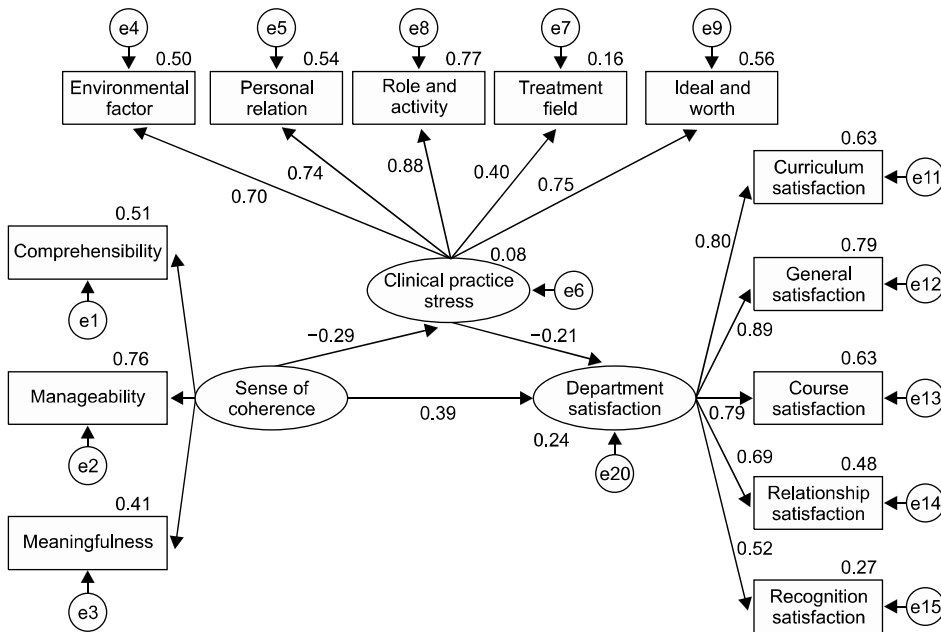 e4
e5
e8
e7
e9
0.50
0.54
0.77
0.16
0.56
Environmental
factor
Personal
relation
Role and
activity
Treatment
field
Ideal and
worth
0.70
0.74
0.88
0.40
0.75
0.63
Curriculum
satisfaction
e11
0.51
Comprehensibility
e1
0.80
0.08
Clinical practice
stress
e6
0.79
General
satisfaction
e12
0.89
−0.29
−0.21
0.76
Manageability
e2
Sense of
coherence
0.39
Department
satisfaction
0.24
e20
0.63
Course
satisfaction
e13
0.79
0.69
0.48
Relationship
satisfaction
e14
0.41
Meaningfulness
e3
0.52
0.27
Recognition
satisfaction
e15